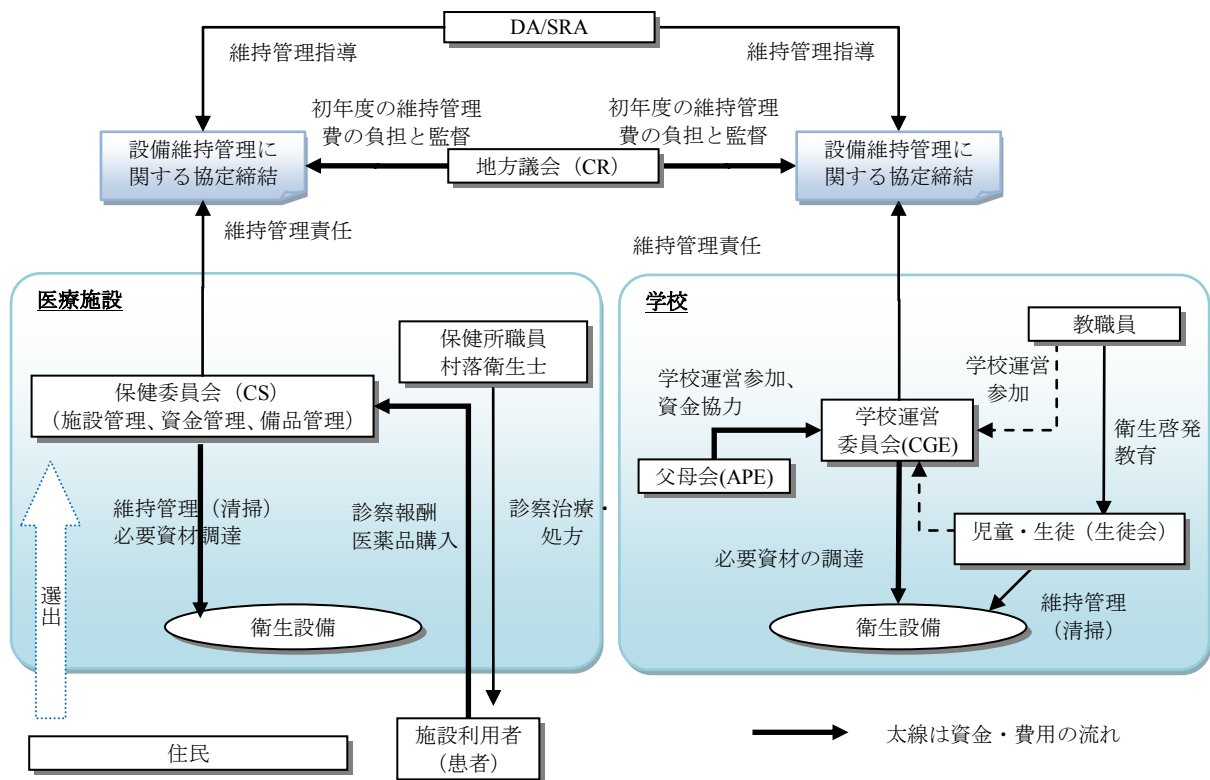 DA/SRA
維持管理指導
維持管理指導
初年度の維持管理
費の負担と監督
初年度の維持管理
費の負担と監督
設備維持管理に
関する協定締結
地方議会（CR）
設備維持管理に
関する協定締結
維持管理責任
維持管理責任
医療施設
保健所職員
村落衛生士
保健委員会（CS）
（施設管理、資金管理、備品管理）
維持管理（清掃）
必要資材調達
診察報酬
医薬品購入
診察治療・
処方
選出
衛生設備
住民
施設利用者
（患者）
学校
教職員
学校運営
参加
学校運営参加、
資金協力
学校運営
委員会(CGE)
衛生啓発
教育
父母会(APE)
児童・生徒（生徒会）
必要資材の調達
維持管理
（清掃）
衛生設備
太線は資金・費用の流れ